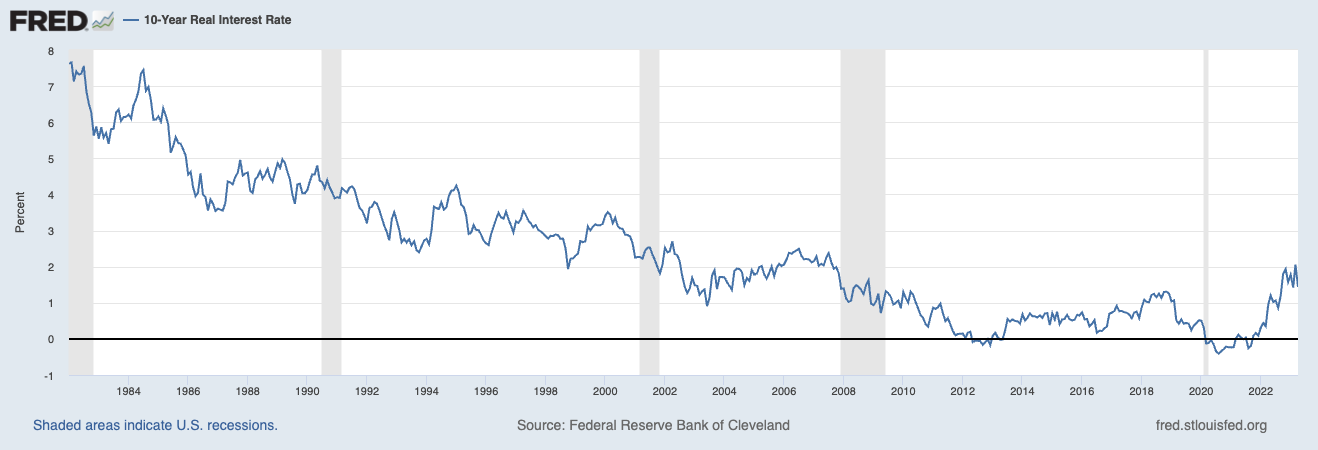 FRED 10-Year Real Interest Rate
Percent
8
7
6
5
4
3
2
1
0
-1
1984 1986 1988 1990 1992 1994 1996 1998 2000 2002 2004 2006 2008 2010 2012 2014 2016 2018 2020 2022
Shaded areas indicate U.S. recessions. Source: Federal Reserve Bank of Cleveland fred.stlouisfed.org